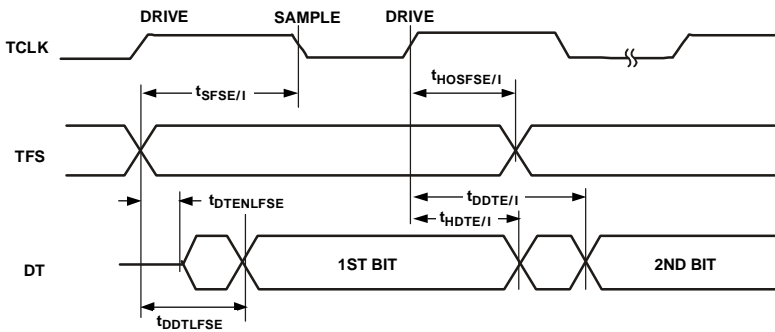 DRIVE SAMPLE DRIVE
TCLK
tSFSE/I
tHOSFSE/I
TFS
tDTENLFSE
tDDTE/I
tHDTE/I
DT
1ST BIT
2ND BIT
tDDTLFSE